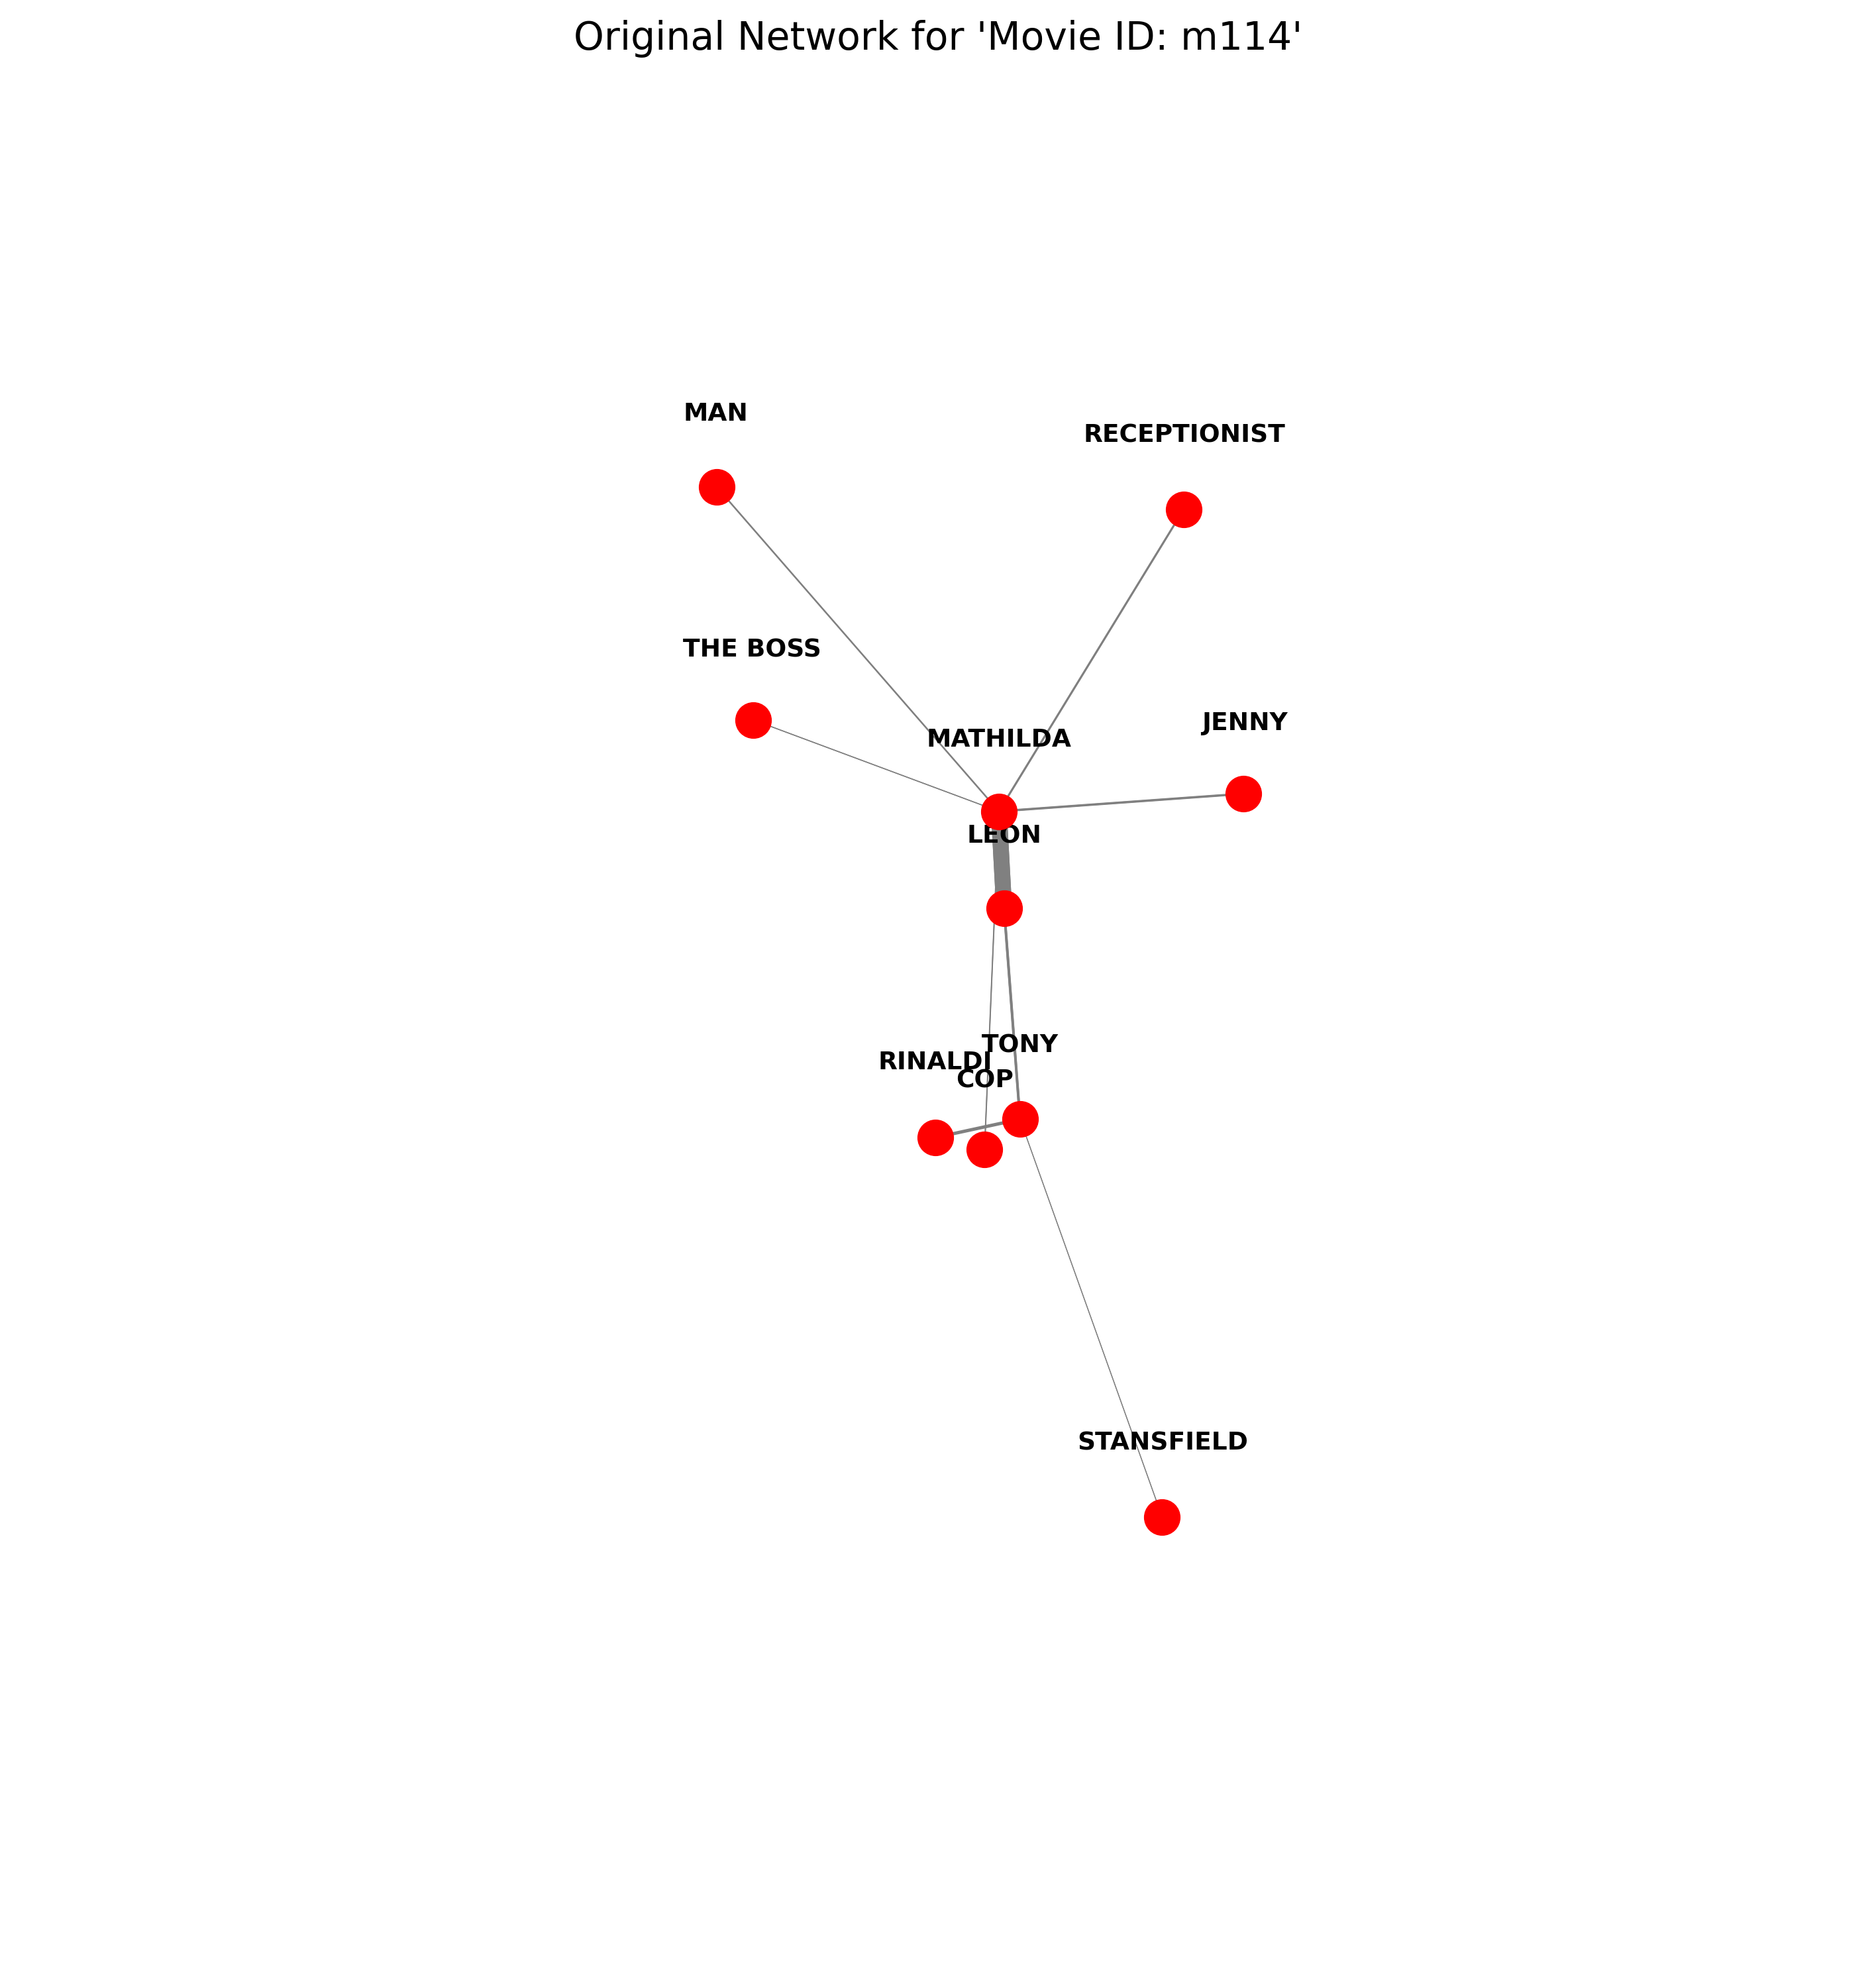 Original Network for 'Movie ID: m114'
MAN
RECEPTIONIST
THE BOSS
JENNY
MATHILDA
LEON
TONY
RINALDI
COP
STANSFIELD